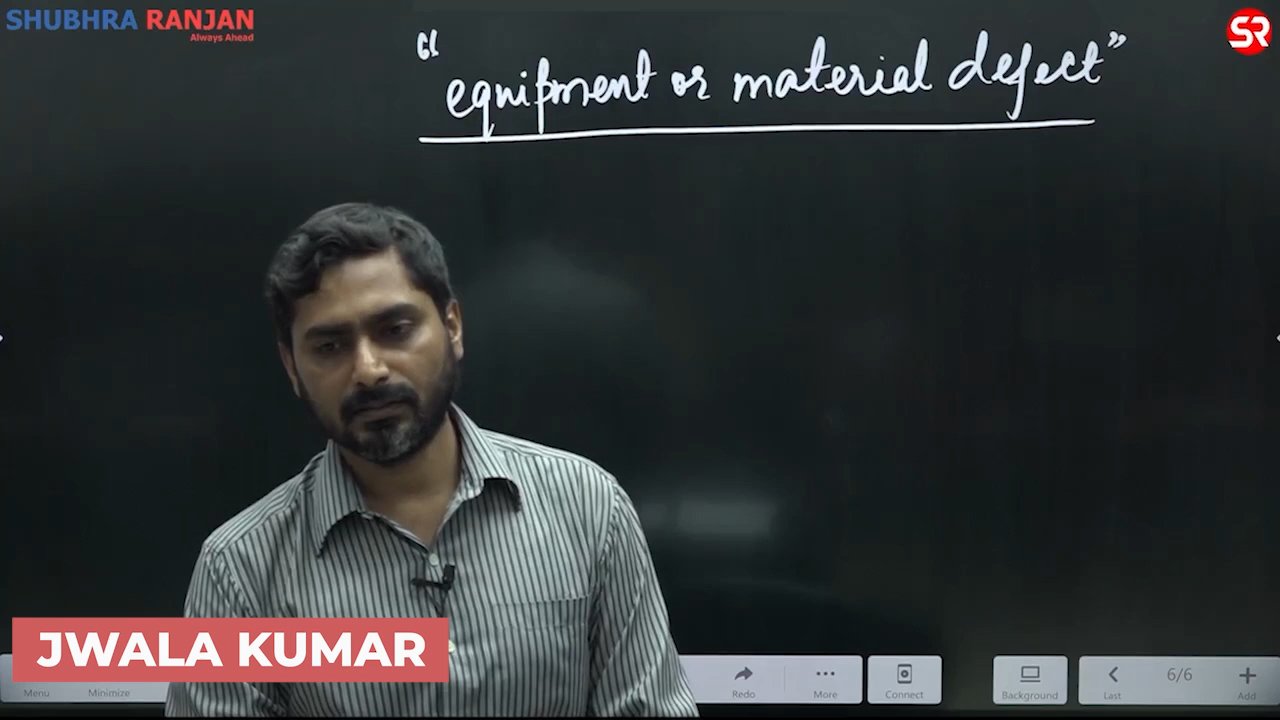 SHUBHRA RANJAN
Always Ahead
SR
"equipment or material defect"
JWALA KUMAR
Menu
Minimize
Redo
More
Connect
Background
Last
6/6
Add